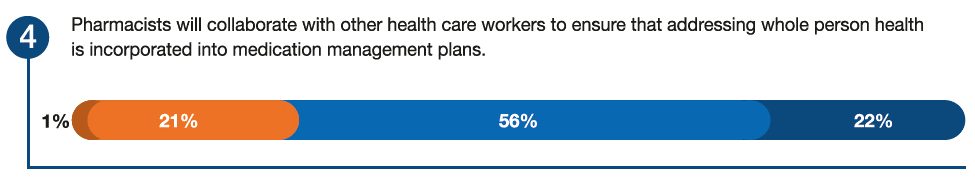 4
Pharmacists will collaborate with other health care workers to ensure that addressing whole person health
is incorporated into medication management plans.
1% 21% 56% 22%